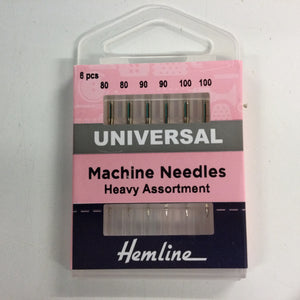 6 pcs
80 80 90 90 100 100
UNIVERSAL
Machine Needles
Heavy Assortment
Hemline